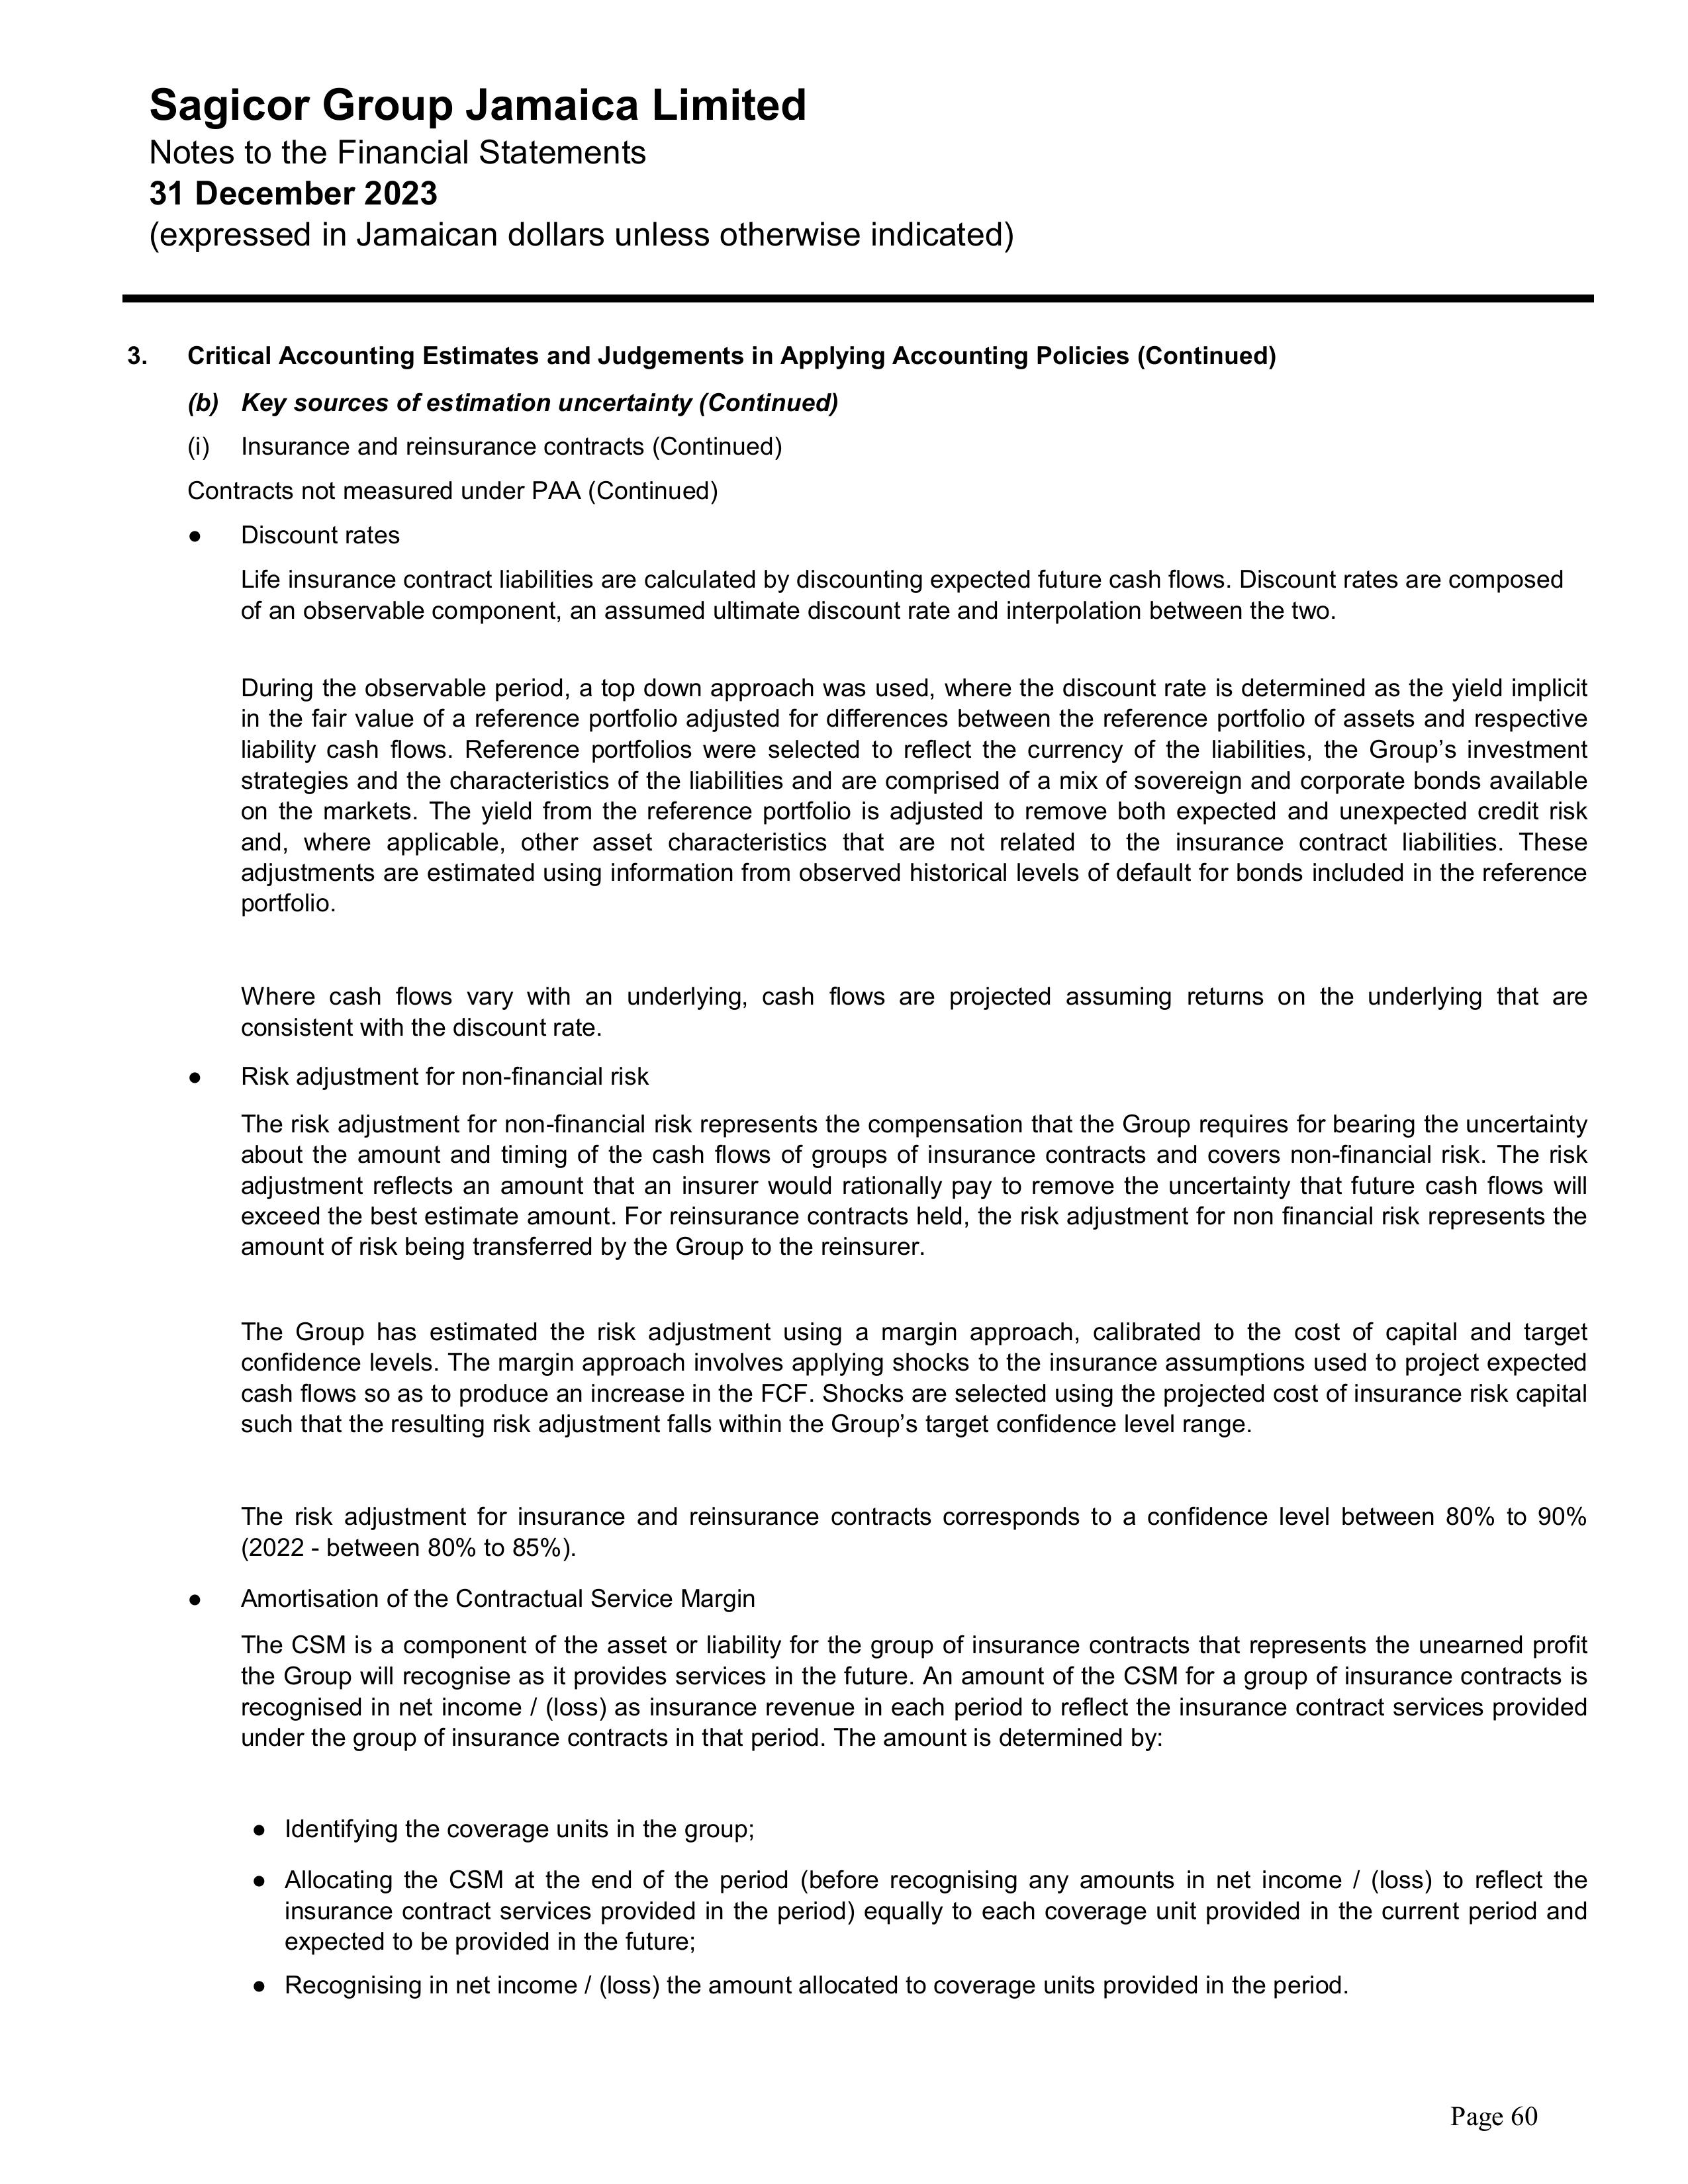 Sagicor Group Jamaica Limited
Notes to the Financial Statements
31 December 2023
(expressed in Jamaican dollars unless otherwise indicated)
3. Critical Accounting Estimates and Judgements in Applying Accounting Policies (Continued)
(b) Key sources of estimation uncertainty (Continued)
(i) Insurance and reinsurance contracts (Continued)
Contracts not measured under PAA (Continued)
● Discount rates
Life insurance contract liabilities are calculated by discounting expected future cash flows. Discount rates are composed
of an observable component, an assumed ultimate discount rate and interpolation between the two.
During the observable period, a top down approach was used, where the discount rate is determined as the yield implicit
in the fair value of a reference portfolio adjusted for differences between the reference portfolio of assets and respective
liability cash flows. Reference portfolios were selected to reflect the currency of the liabilities, the Group’s investment
strategies and the characteristics of the liabilities and are comprised of a mix of sovereign and corporate bonds available
on the markets. The yield from the reference portfolio is adjusted to remove both expected and unexpected credit risk
and, where applicable, other asset characteristics that are not related to the insurance contract liabilities. These
adjustments are estimated using information from observed historical levels of default for bonds included in the reference
portfolio.
Where cash flows vary with an underlying, cash flows are projected assuming returns on the underlying that are
consistent with the discount rate.
● Risk adjustment for non-financial risk
The risk adjustment for non-financial risk represents the compensation that the Group requires for bearing the uncertainty
about the amount and timing of the cash flows of groups of insurance contracts and covers non-financial risk. The risk
adjustment reflects an amount that an insurer would rationally pay to remove the uncertainty that future cash flows will
exceed the best estimate amount. For reinsurance contracts held, the risk adjustment for non financial risk represents the
amount of risk being transferred by the Group to the reinsurer.
The Group has estimated the risk adjustment using a margin approach, calibrated to the cost of capital and target
confidence levels. The margin approach involves applying shocks to the insurance assumptions used to project expected
cash flows so as to produce an increase in the FCF. Shocks are selected using the projected cost of insurance risk capital
such that the resulting risk adjustment falls within the Group’s target confidence level range.
The risk adjustment for insurance and reinsurance contracts corresponds to a confidence level between 80% to 90%
(2022 - between 80% to 85%).
● Amortisation of the Contractual Service Margin
The CSM is a component of the asset or liability for the group of insurance contracts that represents the unearned profit
the Group will recognise as it provides services in the future. An amount of the CSM for a group of insurance contracts is
recognised in net income / (loss) as insurance revenue in each period to reflect the insurance contract services provided
under the group of insurance contracts in that period. The amount is determined by:
● Identifying the coverage units in the group;
● Allocating the CSM at the end of the period (before recognising any amounts in net income / (loss) to reflect the
insurance contract services provided in the period) equally to each coverage unit provided in the current period and
expected to be provided in the future;
● Recognising in net income / (loss) the amount allocated to coverage units provided in the period.
Page 60